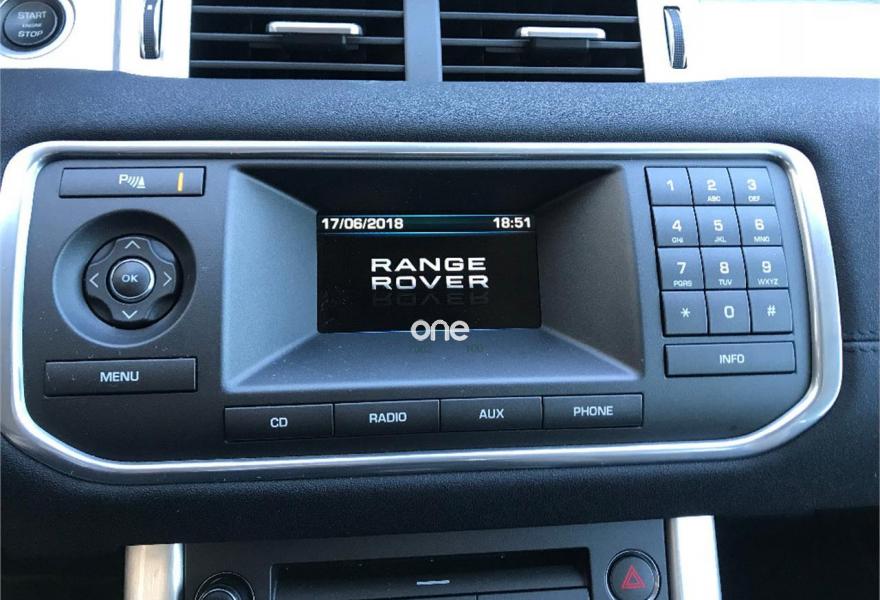 START
ENGINE
STOP
P
17/06/2018 18:51
RANGE
ROVER
one
OK
MENU
1 2 ABC 3 DEF
4 GHI 5 JKL 6 MNO
7 PQRS 8 TUV 9 WXYZ
* 0 #
INFO
CD RADIO AUX PHONE